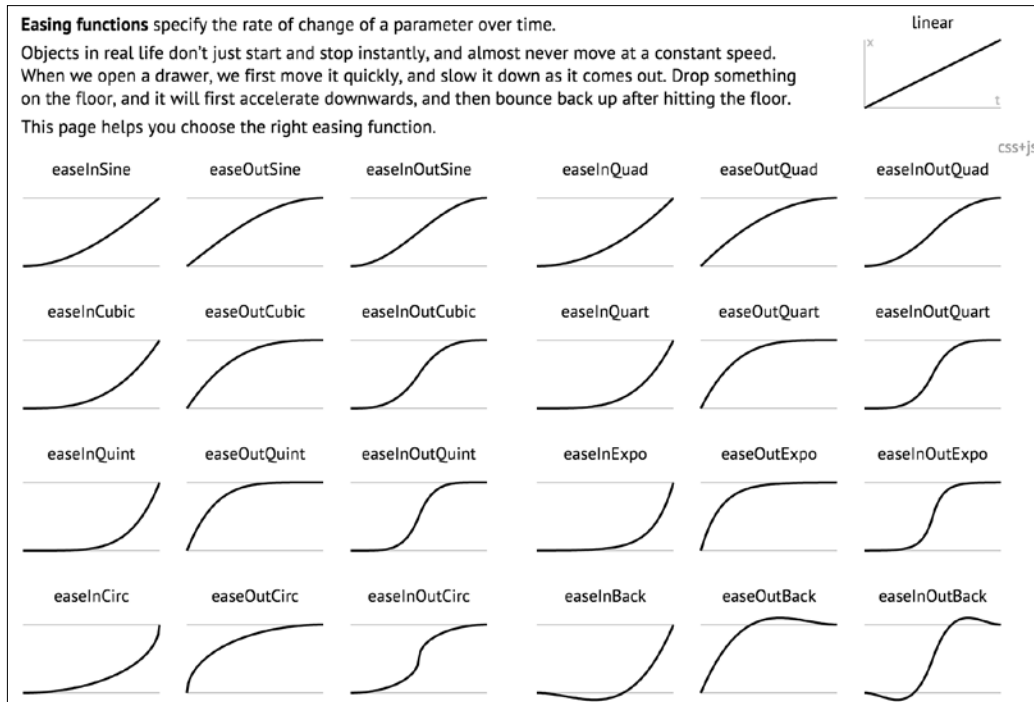 Easing functions specify the rate of change of a parameter over time.
Objects in real life don't just start and stop instantly, and almost never move at a constant speed.
When we open a drawer, we first move it quickly, and slow it down as it comes out. Drop something
on the floor, and it will first accelerate downwards, and then bounce back up after hitting the floor.
This page helps you choose the right easing function.
linear
x
t
css+js
easeInSine easeOutSine easeInOutSine easeInQuad easeOutQuad easeInOutQuad
easeInCubic easeOutCubic easeInOutCubic easeInQuart easeOutQuart easeInOutQuart
easeInQuint easeOutQuint easeInOutQuint easeInExpo easeOutExpo easeInOutExpo
easeInCirc easeOutCirc easeInOutCirc easeInBack easeOutBack easeInOutBack